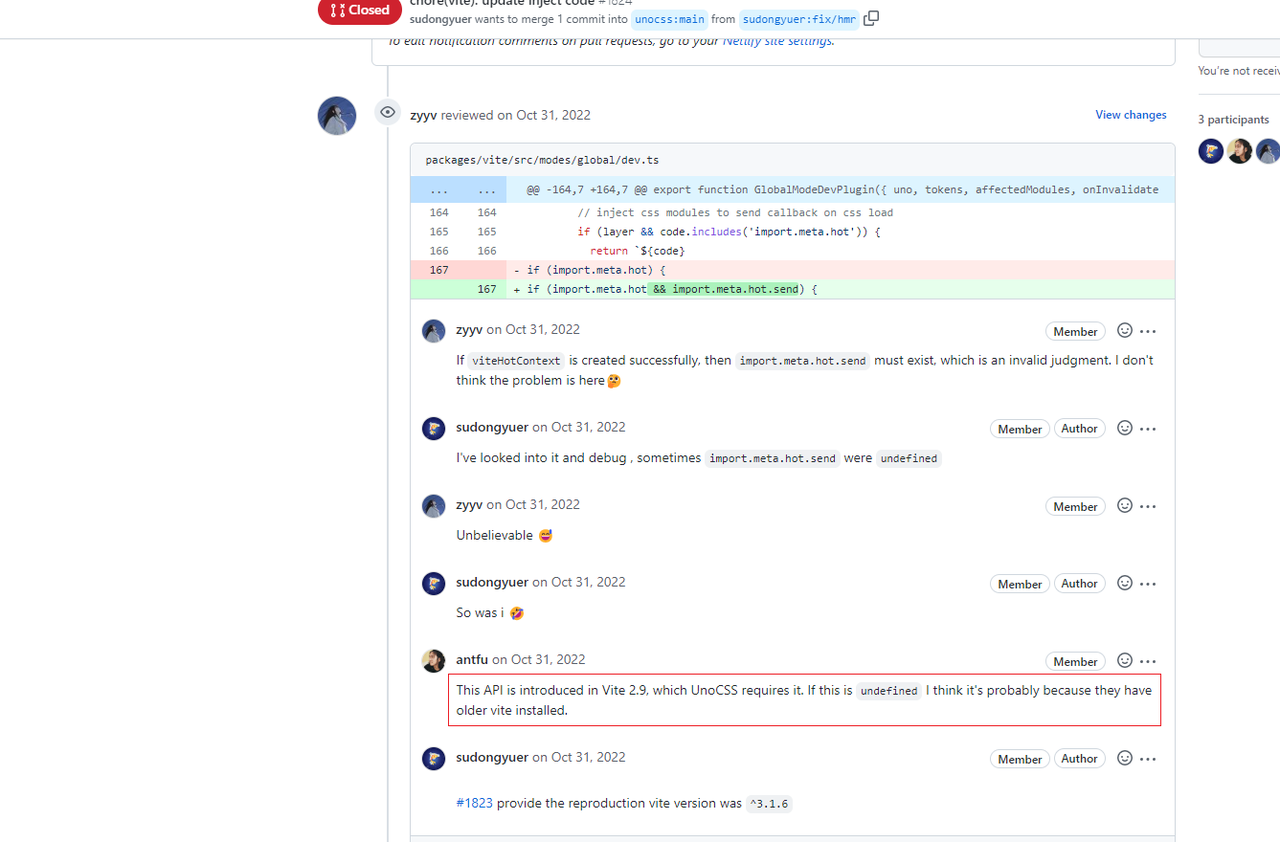 Closed
chore(vite): update inject code #1824
sudongyuer wants to merge 1 commit into unocss:main from sudongyuer:fix/hmr
To edit notification comments on pull requests, go to your Netlify site settings.
You're not receiv
zyyv reviewed on Oct 31, 2022
View changes
3 participants
packages/vite/src/modes/global/dev.ts
... ... @@ -164,7 +164,7 @@ export function GlobalModeDevPlugin({ uno, tokens, affectedModules, onInvalidate
164 164 // inject css modules to send callback on css load
165 165 if (layer && code.includes('import.meta.hot')) {
166 166 return `${code}
167 - if (import.meta.hot) {
167 + if (import.meta.hot && import.meta.hot.send) {
zyyv on Oct 31, 2022
Member
If viteHotContext is created successfully, then import.meta.hot.send must exist, which is an invalid judgment. I don't
think the problem is here🤔
sudongyuer on Oct 31, 2022
Member Author
I've looked into it and debug , sometimes import.meta.hot.send were undefined
zyyv on Oct 31, 2022
Member
Unbelievable 😅
sudongyuer on Oct 31, 2022
Member Author
So was i 🤣
antfu on Oct 31, 2022
Member
This API is introduced in Vite 2.9, which UnoCSS requires it. If this is undefined I think it's probably because they have
older vite installed.
sudongyuer on Oct 31, 2022
Member Author
#1823 provide the reproduction vite version was ^3.1.6